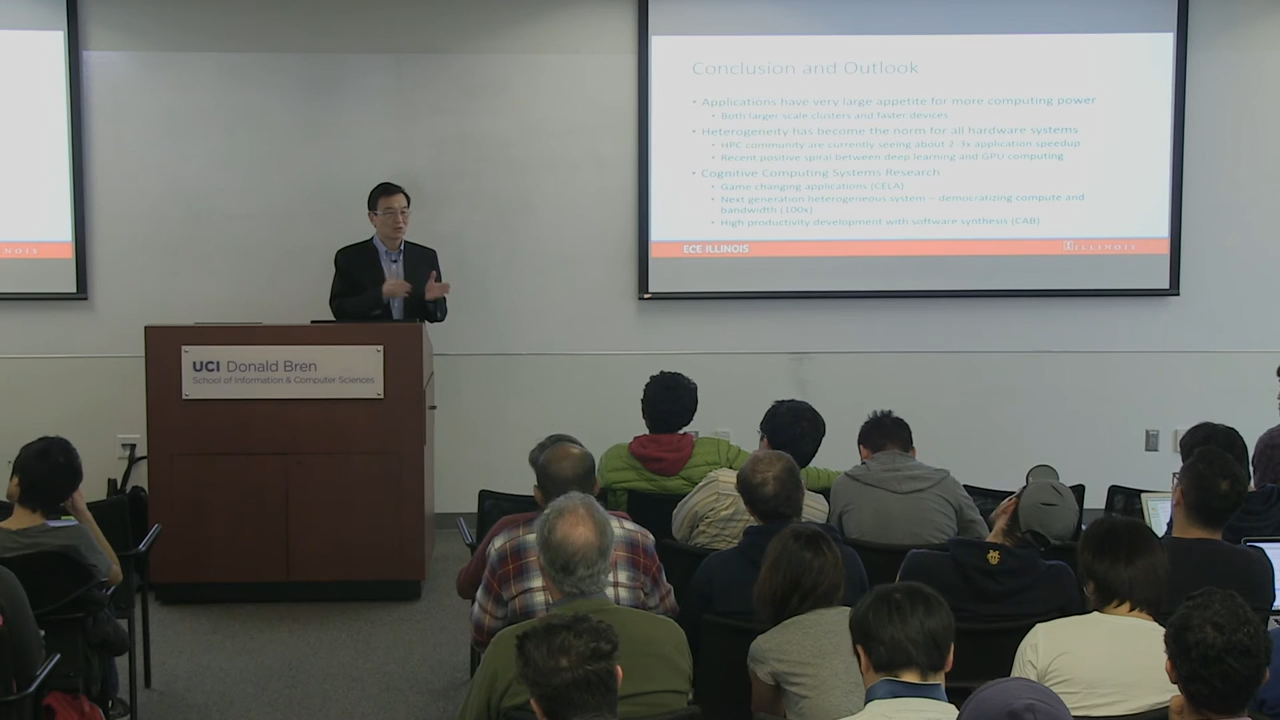 Conclusion and Outlook
• Applications have very large appetite for more computing power
• Both larger scale clusters and faster devices
• Heterogeneity has become the norm for all hardware systems
• HPC community are currently seeing about 2-3x application speedup
• Recent positive spiral between deep learning and GPU computing
• Cognitive Computing Systems Research
• Game changing applications (CELA)
• Next generation heterogeneous system – democratizing compute and
bandwidth (100x)
• High productivity development with software synthesis (CAB)
ECE ILLINOIS
ILLINOIS
NOIS
UCI Donald Bren
School of Information & Computer Sciences